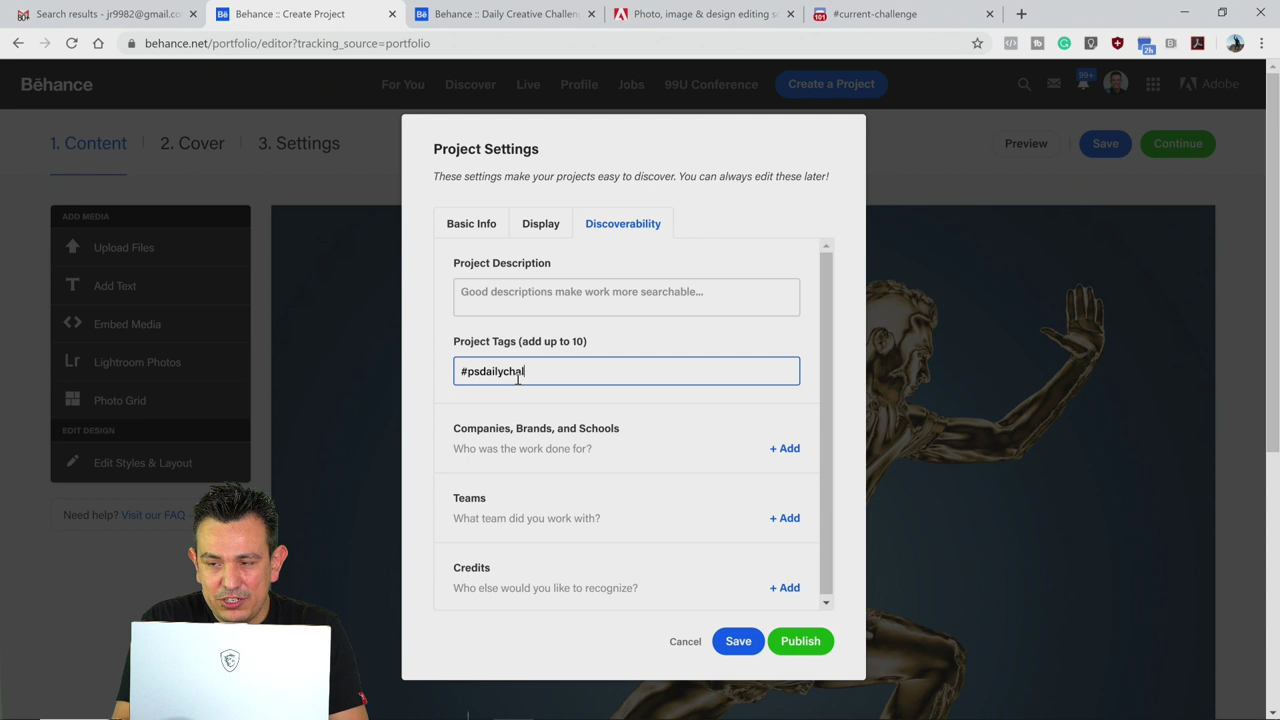 Search results - jr9982@gmail.co
Behance :: Create Project
Behance :: Daily Creative Challen
Photo, image & design editing so
#current-challenge
behance.net/portfolio/editor?tracking_source=portfolio
2h
Bēhance
For You
Discover
Live
Profile
Jobs
99U Conference
Create a Project
99+
Adobe
1. Content
2. Cover
3. Settings
Preview
Save
Continue
ADD MEDIA
Upload Files
Add Text
Embed Media
Lr Lightroom Photos
Photo Grid
EDIT DESIGN
Edit Styles & Layout
Need help? Visit our FAQ
Project Settings
These settings make your projects easy to discover. You can always edit these later!
Basic Info
Display
Discoverability
Project Description
Good descriptions make work more searchable...
Project Tags (add up to 10)
#psdailychal
Companies, Brands, and Schools
Who was the work done for?
+ Add
Teams
What team did you work with?
+ Add
Credits
Who else would you like to recognize?
+ Add
Cancel
Save
Publish